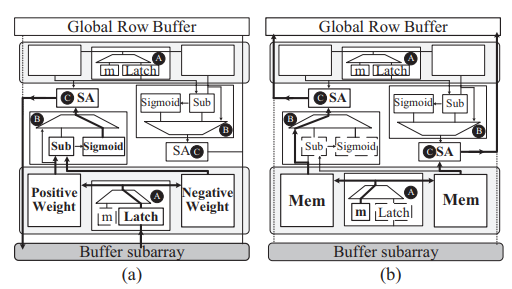 Global Row Buffer
A
m Latch
C SA
Sigmoid Sub
B
B
Sub Sigmoid
SA C
Positive Weight
A
m Latch
Negative Weight
Buffer subarray
(a)
Global Row Buffer
A
m Latch
C SA
Sigmoid Sub
B
B
Sub Sigmoid
C SA
Mem
A
m Latch
Mem
Buffer subarray
(b)